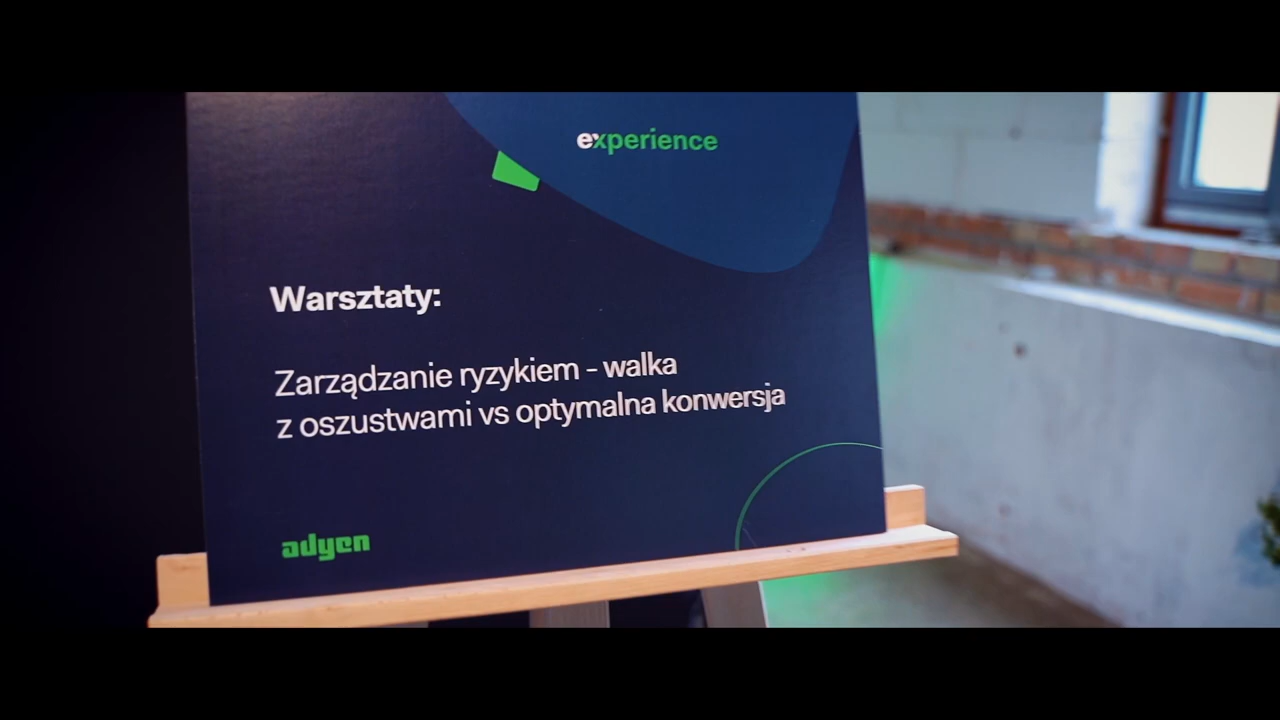 experience
Warsztaty:
Zarządzanie ryzykiem - walka
z oszustwami vs optymalna konwersja
adyen